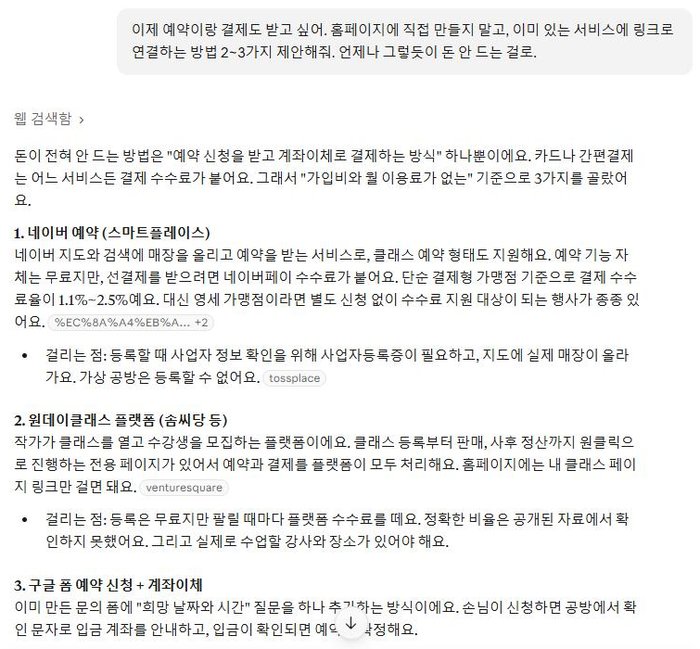 이제 예약이랑 결제도 받고 싶어. 홈페이지에 직접 만들지 말고, 이미 있는 서비스에 링크로
연결하는 방법 2~3가지 제안해줘. 언제나 그렇듯이 돈 안 드는 걸로.
웹 검색함 >
돈이 전혀 안 드는 방법은 "예약 신청을 받고 계좌이체로 결제하는 방식" 하나뿐이에요. 카드나 간편결제
는 어느 서비스든 결제 수수료가 붙어요. 그래서 "가입비와 월 이용료가 없는" 기준으로 3가지를 골랐어
요.
1. 네이버 예약 (스마트플레이스)
네이버 지도와 검색에 매장을 올리고 예약을 받는 서비스로, 클래스 예약 형태도 지원해요. 예약 기능 자
체는 무료지만, 선결제를 받으려면 네이버페이 수수료가 붙어요. 단순 결제형 가맹점 기준으로 결제 수수
료율이 1.1%~2.5%예요. 대신 영세 가맹점이라면 별도 신청 없이 수수료 지원 대상이 되는 행사가 종종 있
어요. %EC%8A%A4%EB%A... +2
• 걸리는 점: 등록할 때 사업자 정보 확인을 위해 사업자등록증이 필요하고, 지도에 실제 매장이 올라
가요. 가상 공방은 등록할 수 없어요. tossplace
2. 원데이클래스 플랫폼 (솜씨당 등)
작가가 클래스를 열고 수강생을 모집하는 플랫폼이에요. 클래스 등록부터 판매, 사후 정산까지 원클릭으
로 진행하는 전용 페이지가 있어서 예약과 결제를 플랫폼이 모두 처리해요. 홈페이지에는 내 클래스 페이
지 링크만 걸면 돼요. venturesquare
• 걸리는 점: 등록은 무료지만 팔릴 때마다 플랫폼 수수료를 떼요. 정확한 비율은 공개된 자료에서 확
인하지 못했어요. 그리고 실제로 수업할 강사와 장소가 있어야 해요.
3. 구글 폼 예약 신청 + 계좌이체
이미 만든 문의 폼에 "희망 날짜와 시간" 질문을 하나 추가하는 방식이에요. 손님이 신청하면 공방에서 확
인 문자로 입금 계좌를 안내하고, 입금이 확인되면